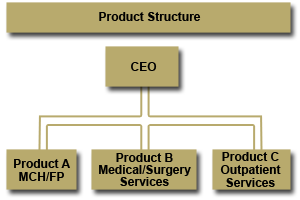 Product Structure
CEO
Product A
MCH/FP
Product B
Medical/Surgery
Services
Product C
Outpatient
Services